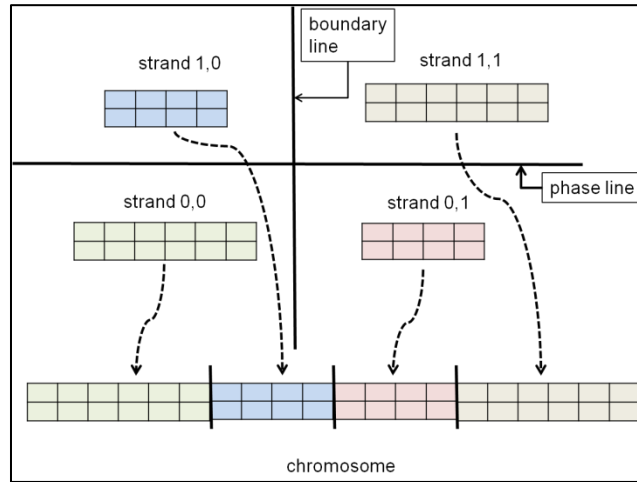 boundary
line
strand 1,0
strand 1,1
phase line
strand 0,0
strand 0,1
chromosome